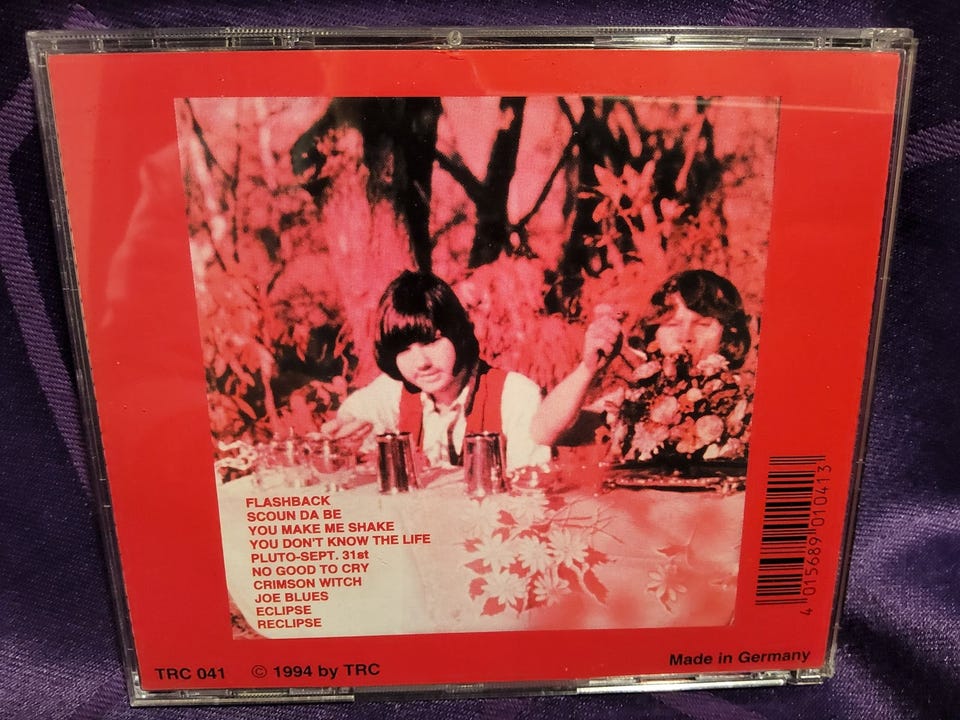 FLASHBACK
SCOUN DA BE
YOU MAKE ME SHAKE
YOU DON'T KNOW THE LIFE
PLUTO-SEPT. 31st
NO GOOD TO CRY
CRIMSON WITCH
JOE BLUES
ECLIPSE
RECLIPSE
4 015689 010413
TRC 041 © 1994 by TRC
Made in Germany